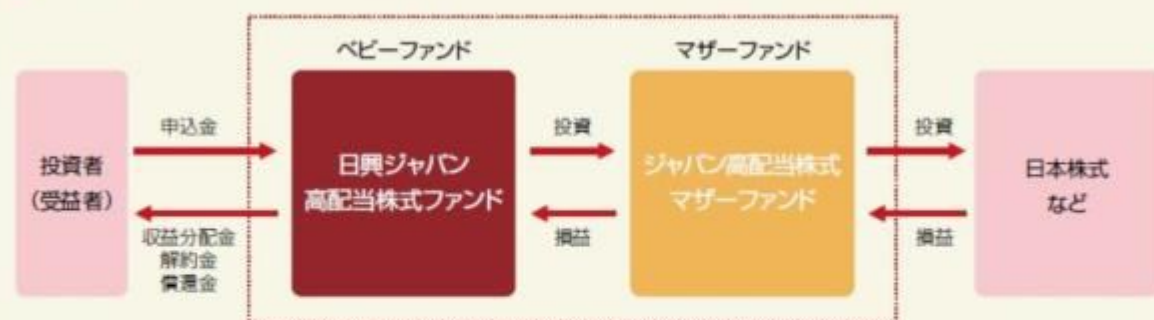 ベビーファンド
マザーファンド
投資者
(受益者)
申込金
収益分配金
解約金
償還金
日興ジャパン
高配当株式ファンド
投資
損益
ジャパン高配当株式
マザーファンド
投資
損益
日本株式
など